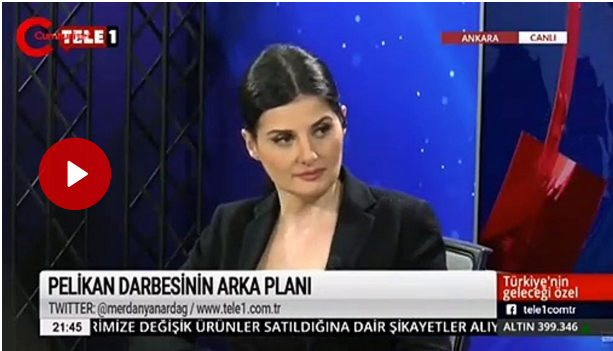 Cumhuriyet
TELE1
ANKARA CANLI
PELİKAN DARBESİNİN ARKA PLANI
TWITTER: @merdanyanardag / www.tele1.com.tr
Türkiye'nin
geleceği özel
tele1comtr
21:45 RİMİZE DEĞİŞİK ÜRÜNLER SATILDIĞINA DAİR ŞİKAYETLER ALIY ALTIN 399.346